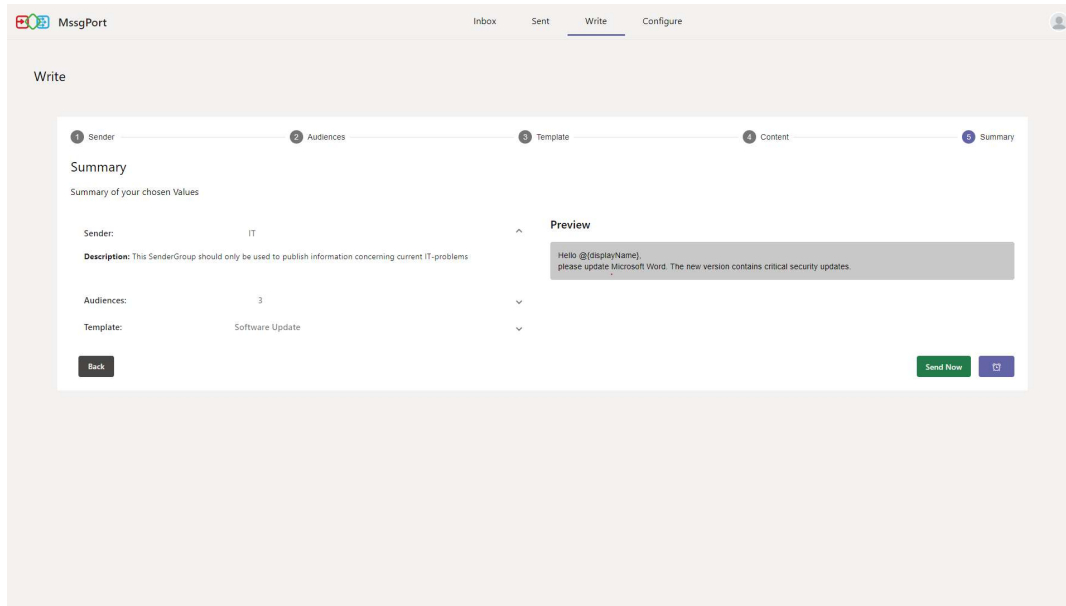 MssgPort
Inbox Sent Write Configure
Write
1 Sender 2 Audiences 3 Template 4 Content 5 Summary
Summary
Summary of your chosen Values
Sender: IT
Description: This SenderGroup should only be used to publish information concerning current IT-problems
Audiences: 3
Template: Software Update
Preview
Hello @{displayName},
please update Microsoft Word. The new version contains critical security updates.
Back
Send Now